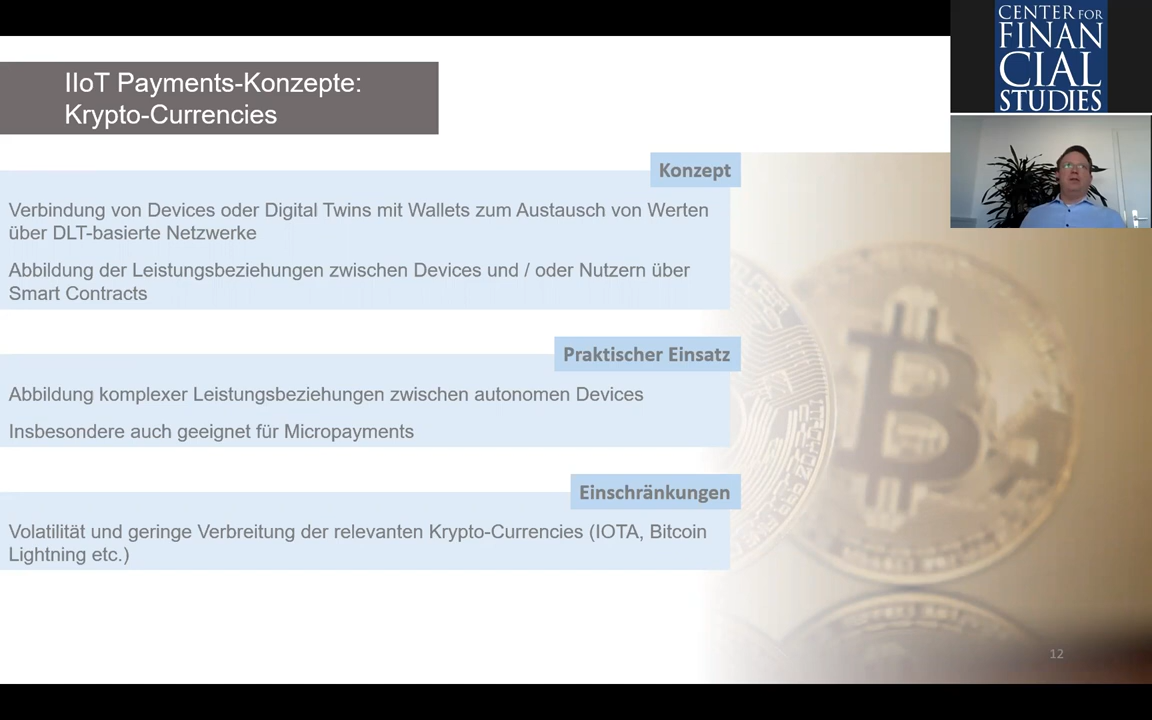 CENTER FOR
FINAN
CIAL
STUDIES
IIoT Payments-Konzepte:
Krypto-Currencies
Konzept
Verbindung von Devices oder Digital Twins mit Wallets zum Austausch von Werten
über DLT-basierte Netzwerke
Abbildung der Leistungsbeziehungen zwischen Devices und / oder Nutzern über
Smart Contracts
Praktischer Einsatz
Abbildung komplexer Leistungsbeziehungen zwischen autonomen Devices
Insbesondere auch geeignet für Micropayments
Einschränkungen
Volatilität und geringe Verbreitung der relevanten Krypto-Currencies (IOTA, Bitcoin
Lightning etc.)
12